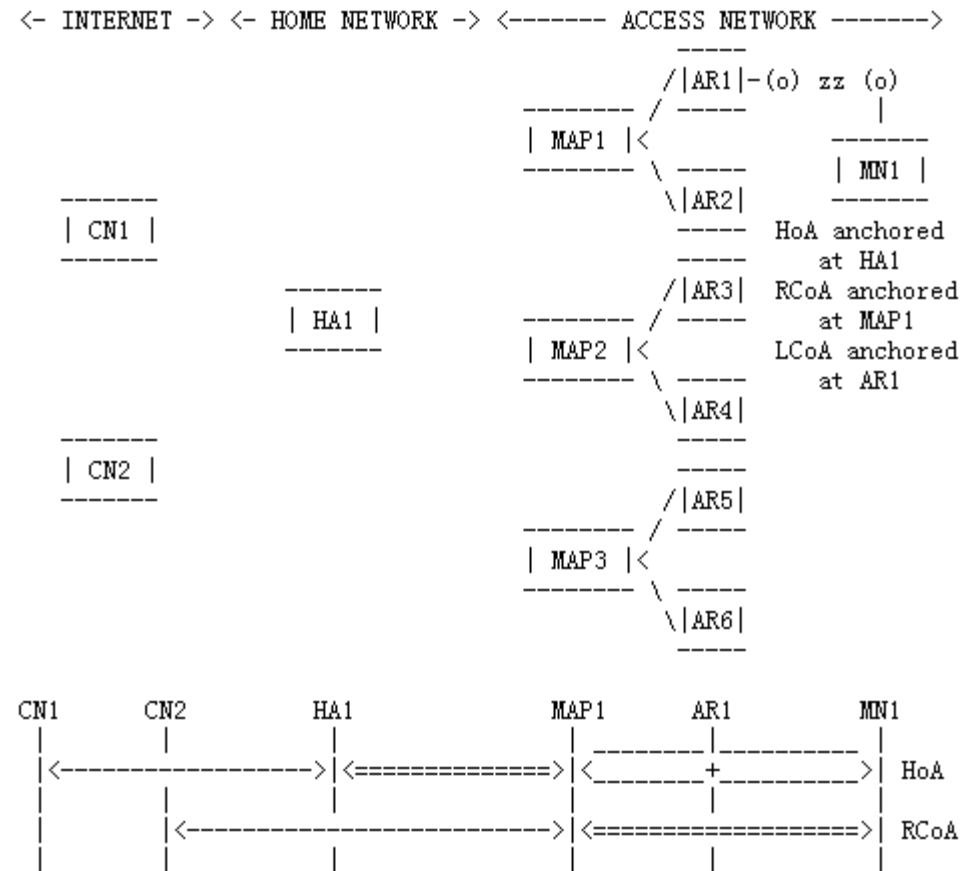 <- INTERNET -> <- HOME NETWORK -> <------- ACCESS NETWORK ------->
AR1 -(o) zz (o)
MAP1
MN1
AR2
CN1
HoA anchored
at HA1
AR3 RCoA anchored
HA1 at MAP1
MAP2 LCoA anchored
at AR1
AR4
CN2
AR5
MAP3
AR6
CN1 CN2 HA1 MAP1 AR1 MN1
HoA
RCoA